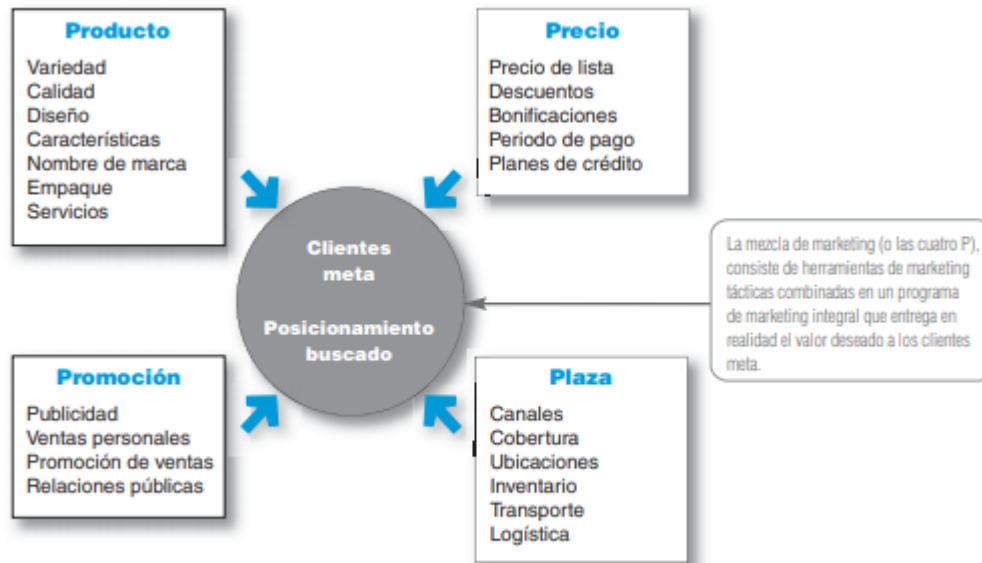 Producto
Variedad
Calidad
Diseño
Características
Nombre de marca
Empaque
Servicios
Precio
Precio de lista
Descuentos
Bonificaciones
Periodo de pago
Planes de crédito
Clientes
meta
Posicionamiento
buscado
La mezcla de marketing (o las cuatro P),
consiste de herramientas de marketing
tácticas combinadas en un programa
de marketing integral que entrega en
realidad el valor deseado a los clientes
meta.
Promoción
Publicidad
Ventas personales
Promoción de ventas
Relaciones públicas
Plaza
Canales
Cobertura
Ubicaciones
Inventario
Transporte
Logística